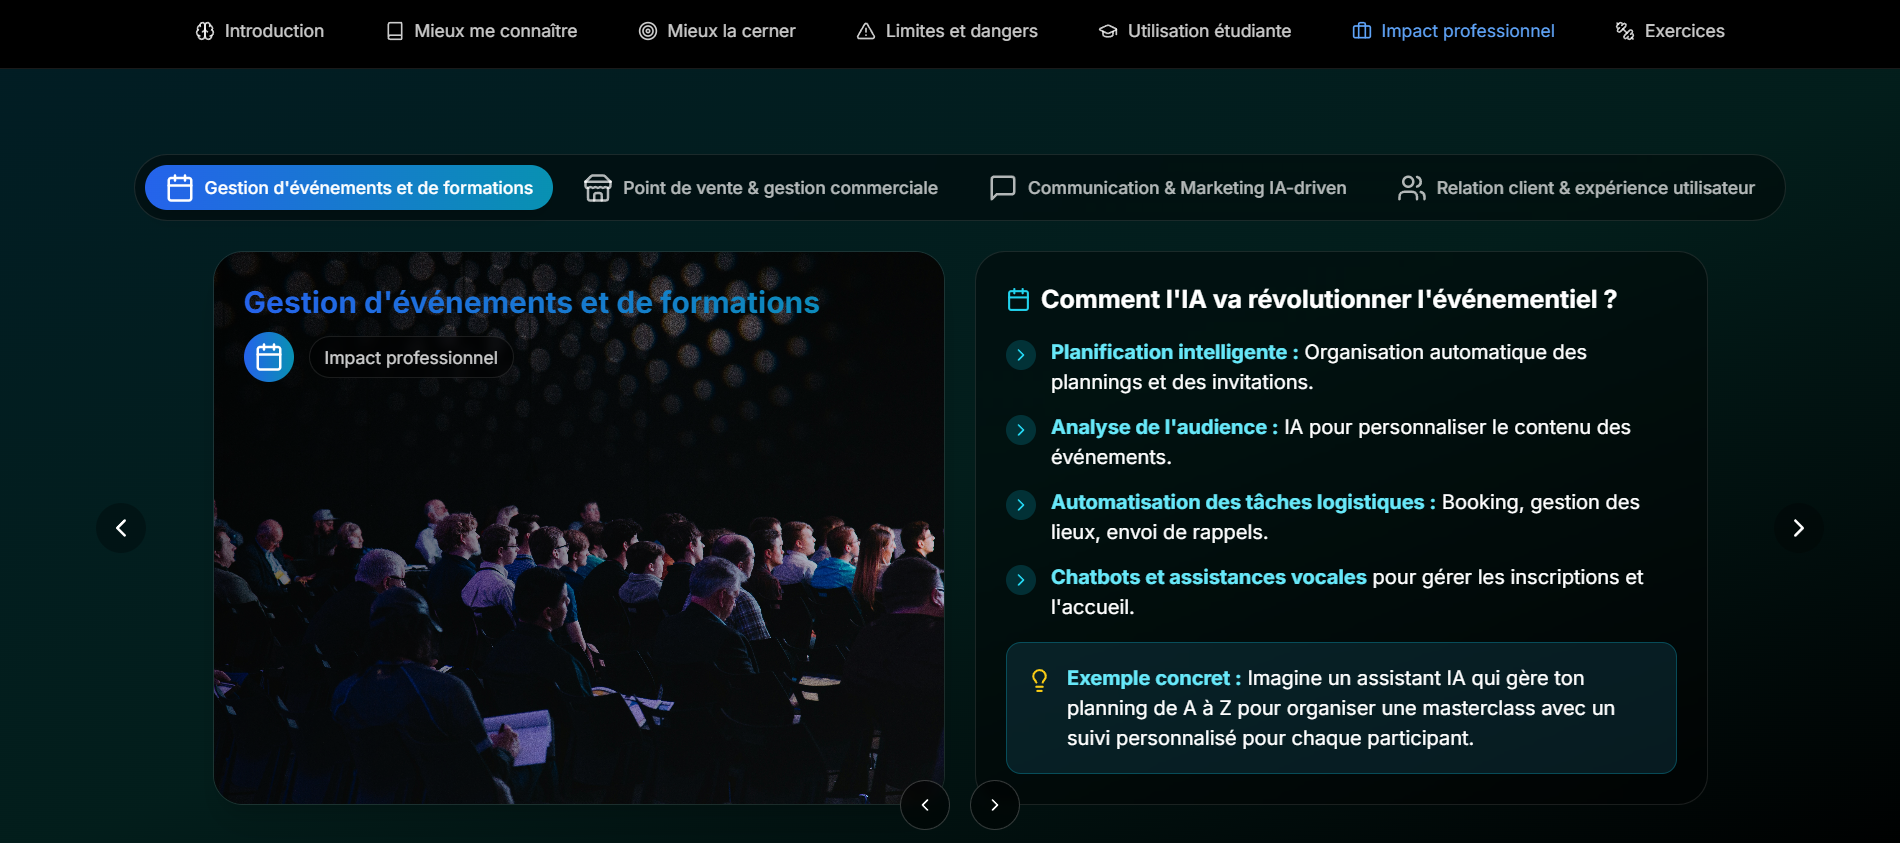 Introduction
Mieux me connaître
Mieux la cerner
Limites et dangers
Utilisation étudiante
Impact professionnel
Exercices
Gestion d'événements et de formations
Point de vente & gestion commerciale
Communication & Marketing IA-driven
Relation client & expérience utilisateur
Gestion d'événements et de formations
Impact professionnel
Comment l'IA va révolutionner l'événementiel ?
Planification intelligente : Organisation automatique des
plannings et des invitations.
Analyse de l'audience : IA pour personnaliser le contenu des
événements.
Automatisation des tâches logistiques : Booking, gestion des
lieux, envoi de rappels.
Chatbots et assistances vocales pour gérer les inscriptions et
l'accueil.
Exemple concret : Imagine un assistant IA qui gère ton
planning de A à Z pour organiser une masterclass avec un
suivi personnalisé pour chaque participant.